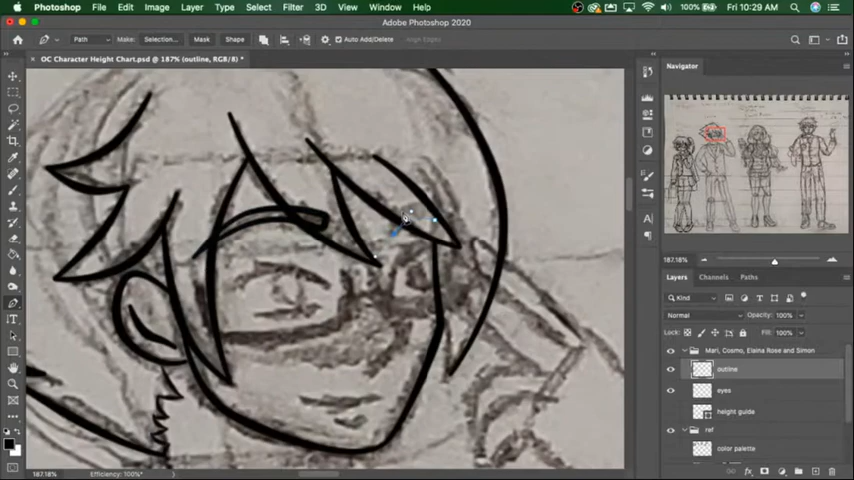 Photoshop File Edit Image Layer Type Select Filter 3D View Window Help 100% Fri 10:29 AM
Adobe Photoshop 2020
Path Make: Selection... Mask Shape Auto Add/Delete Align Edges
× OC Character Height Chart.psd @ 187% (outline, RGB/8) *
Navigator
187.18%
Layers Channels Paths
Kind
Normal Opacity: 100%
Lock: Fill: 100%
Mari, Cosmo, Elaina Rose and Simon
outline
eyes
height guide
ref
color palette
187.18% Efficiency: 100%*
fx